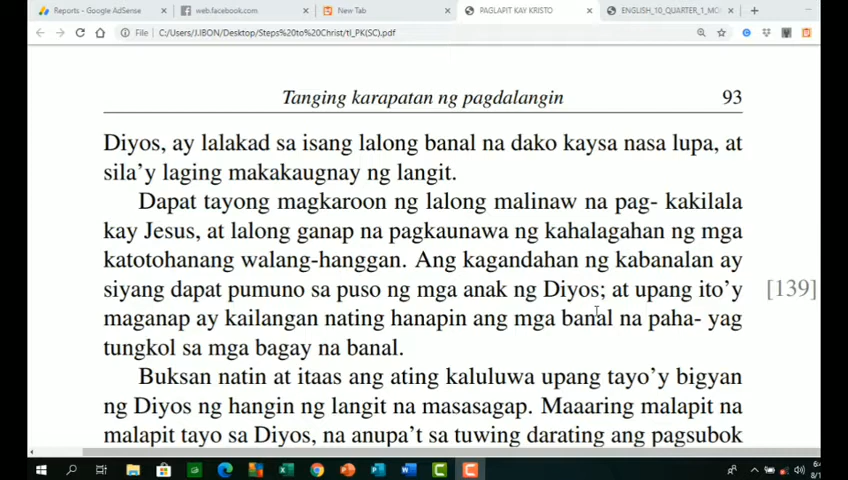 Reports - Google AdSense
web.facebook.com
New Tab
PAGLAPIT KAY KRISTO
ENGLISH_10_QUARTER_1_MO
File
C:/Users/J.IBON/Desktop/Steps%20to%20Christ/tl_PK(SC).pdf
Tanging karapatan ng pagdalangin 93
Diyos, ay lalakad sa isang lalong banal na dako kaysa nasa lupa, at
sila'y laging makakaugnay ng langit.
Dapat tayong magkaroon ng lalong malinaw na pag- kakilala
kay Jesus, at lalong ganap na pagkaunawa ng kahalagahan ng mga
katotohanang walang-hanggan. Ang kagandahan ng kabanalan ay
siyang dapat pumuno sa puso ng mga anak ng Diyos; at upang ito'y [139]
maganap ay kailangan nating hanapin ang mga banal na paha- yag
tungkol sa mga bagay na banal.
Buksan natin at itaas ang ating kaluluwa upang tayo'y bigyan
ng Diyos ng hangin ng langit na masasagap. Maaaring malapit na
malapit tayo sa Diyos, na anupa't sa tuwing darating ang pagsubok